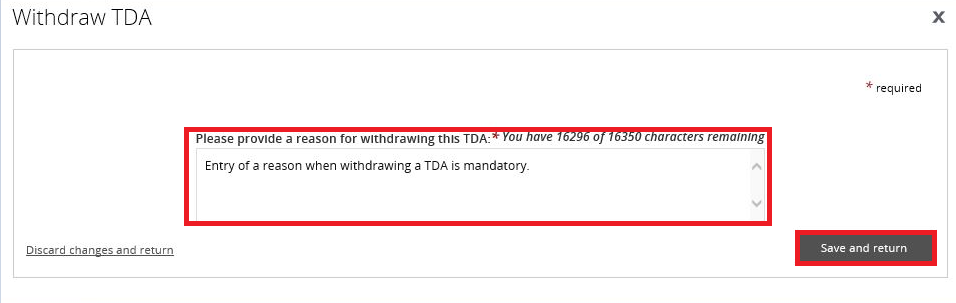 Withdraw TDA
x
* required
Please provide a reason for withdrawing this TDA:* You have 16296 of 16350 characters remaining
Entry of a reason when withdrawing a TDA is mandatory.
Discard changes and return
Save and return